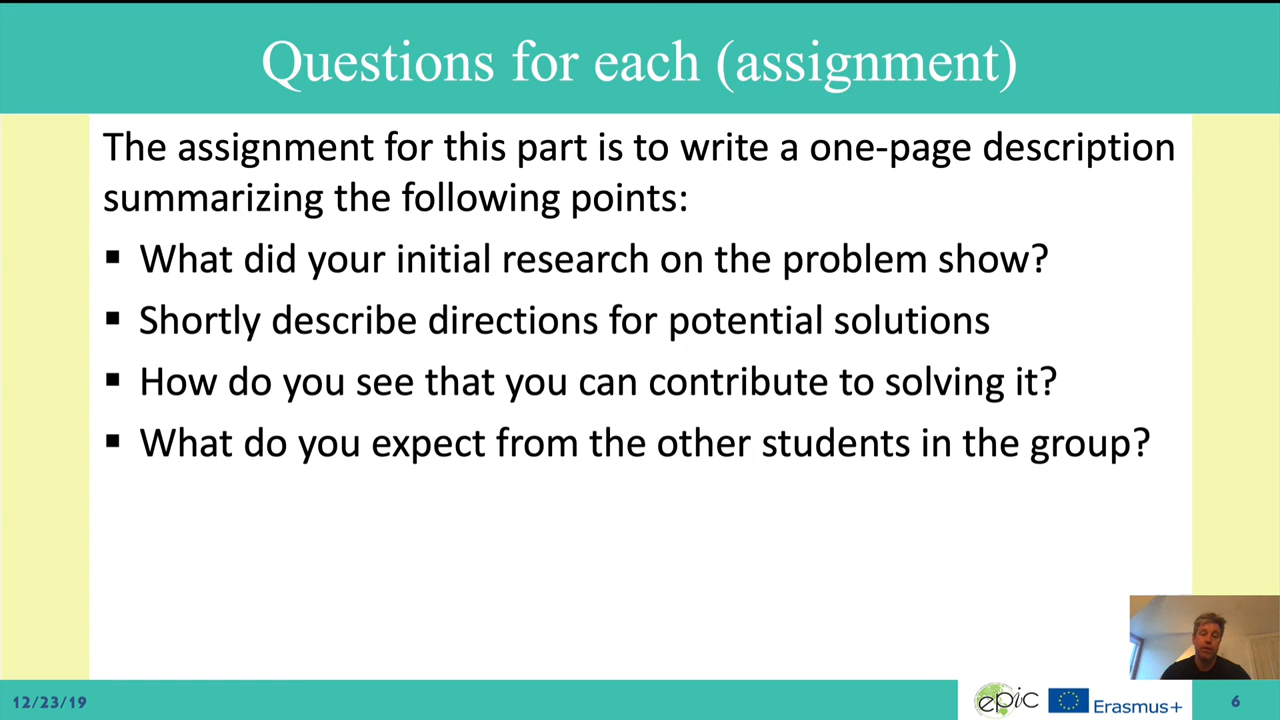 Questions for each (assignment)
The assignment for this part is to write a one-page description
summarizing the following points:
▪ What did your initial research on the problem show?
▪ Shortly describe directions for potential solutions
▪ How do you see that you can contribute to solving it?
▪ What do you expect from the other students in the group?
12/23/19
epic
Erasmus+
6